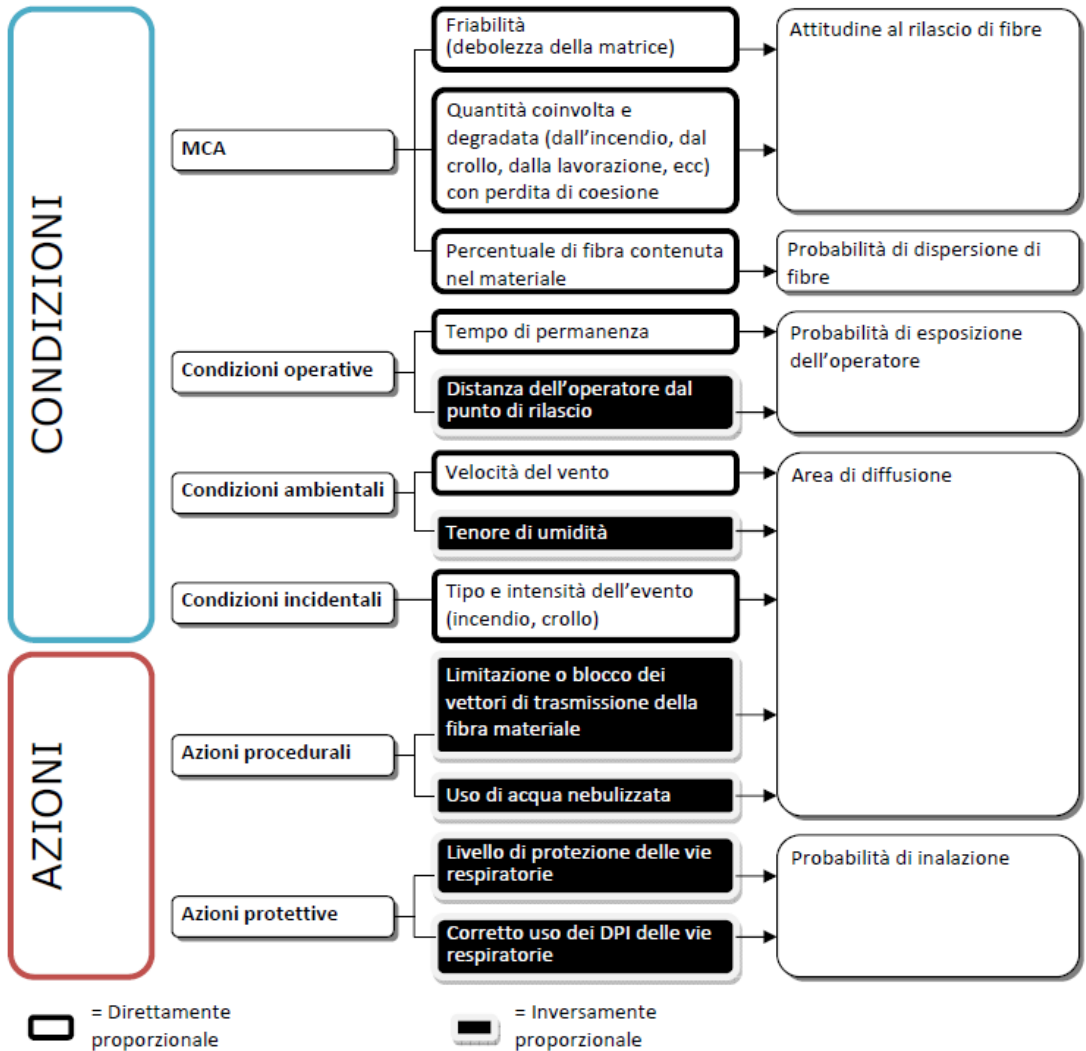 CONDIZIONI
MCA
Friabilità
(debolezza della matrice)
Attitudine al rilascio di fibre
Quantità coinvolta e
degradata (dall'incendio, dal
crollo, dalla lavorazione, ecc)
con perdita di coesione
Percentuale di fibra contenuta
nel materiale
Probabilità di dispersione di
fibre
Condizioni operative
Tempo di permanenza
Probabilità di esposizione
dell'operatore
Distanza dell'operatore dal
punto di rilascio
Condizioni ambientali
Velocità del vento
Area di diffusione
Tenore di umidità
Condizioni incidentali
Tipo e intensità dell'evento
(incendio, crollo)
AZIONI
Azioni procedurali
Limitazione o blocco dei
vettori di trasmissione della
fibra materiale
Uso di acqua nebulizzata
Azioni protettive
Livello di protezione delle vie
respiratorie
Probabilità di inalazione
Corretto uso dei DPI delle vie
respiratorie
= Direttamente
proporzionale
= Inversamente
proporzionale